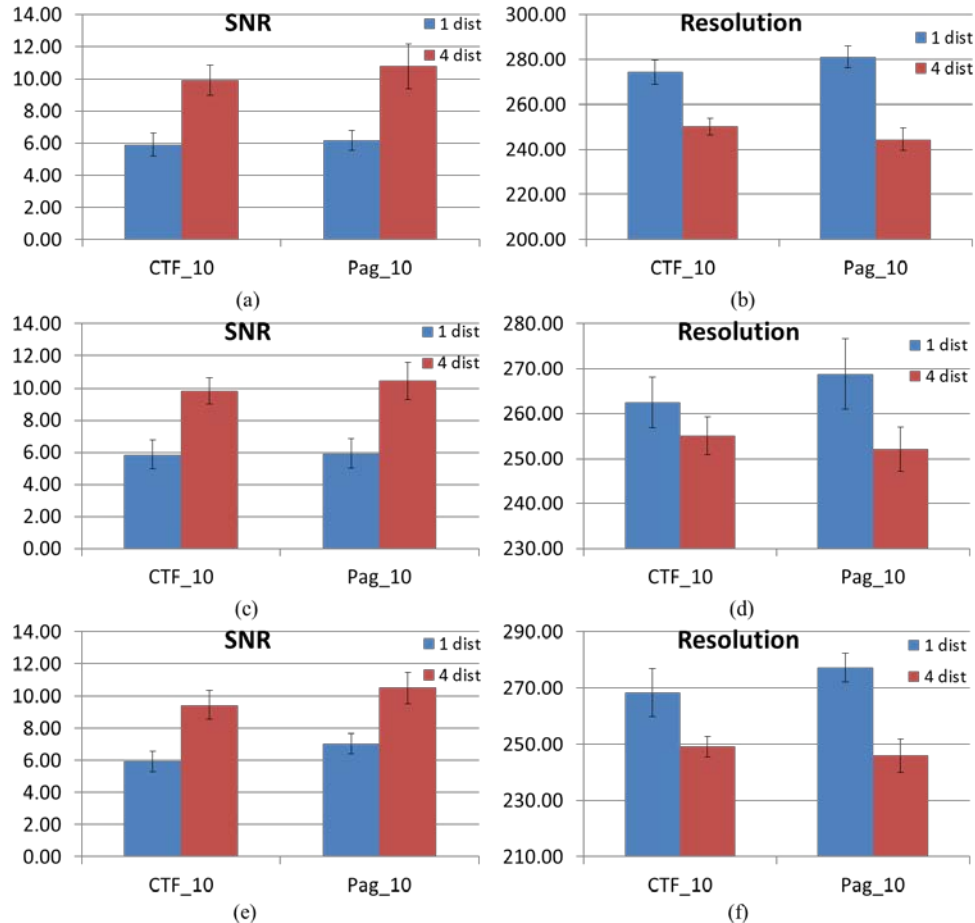 SNR
1 dist
4 dist
14.00
12.00
10.00
8.00
6.00
4.00
2.00
0.00
CTF_10 Pag_10
(a)
Resolution
1 dist
4 dist
300.00
280.00
260.00
240.00
220.00
200.00
CTF_10 Pag_10
(b)
SNR
1 dist
4 dist
14.00
12.00
10.00
8.00
6.00
4.00
2.00
0.00
CTF_10 Pag_10
(c)
Resolution
1 dist
4 dist
280.00
270.00
260.00
250.00
240.00
230.00
CTF_10 Pag_10
(d)
SNR
1 dist
4 dist
14.00
12.00
10.00
8.00
6.00
4.00
2.00
0.00
CTF_10 Pag_10
(e)
Resolution
1 dist
4 dist
290.00
270.00
250.00
230.00
210.00
CTF_10 Pag_10
(f)